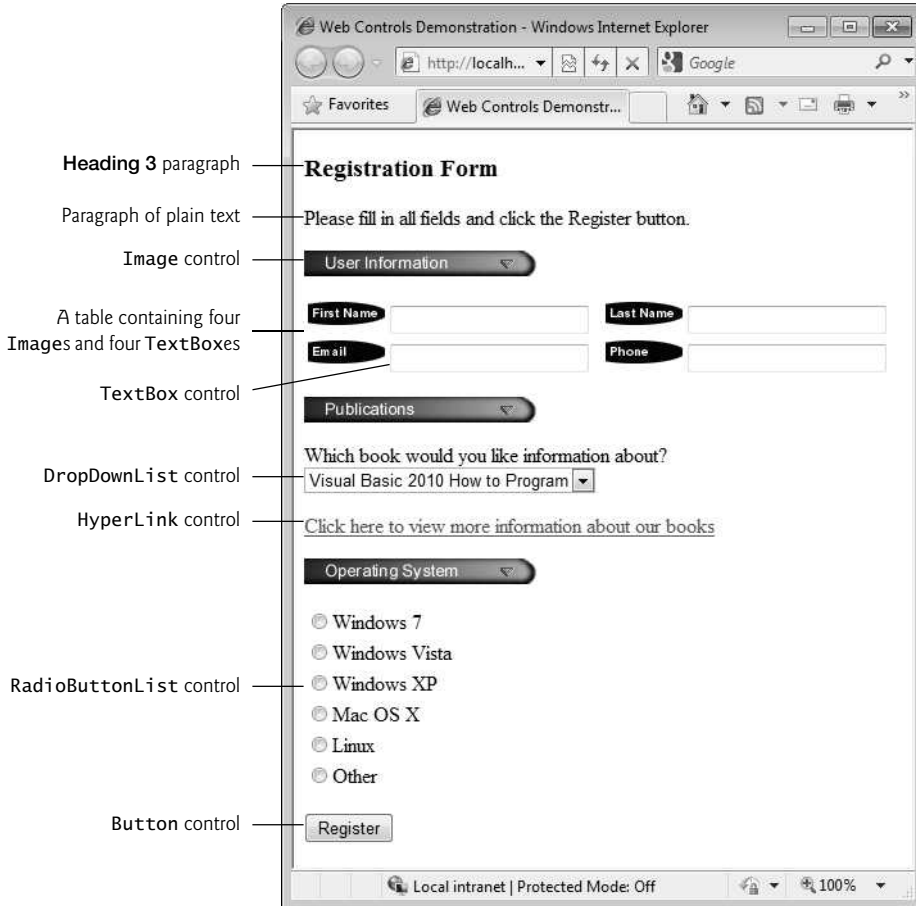 Web Controls Demonstration - Windows Internet Explorer
http://localh...
Google
Favorites
Web Controls Demonstr...
»
Heading 3 paragraph
Registration Form
Paragraph of plain text
Please fill in all fields and click the Register button.
Image control
User Information
A table containing four
Images and four TextBoxes
First Name
Last Name
Email
Phone
TextBox control
Publications
Which book would you like information about?
DropDownList control
Visual Basic 2010 How to Program
HyperLink control
Click here to view more information about our books
Operating System
Windows 7
Windows Vista
RadioButtonList control
Windows XP
Mac OS X
Linux
Other
Button control
Register
Local intranet | Protected Mode: Off
100%